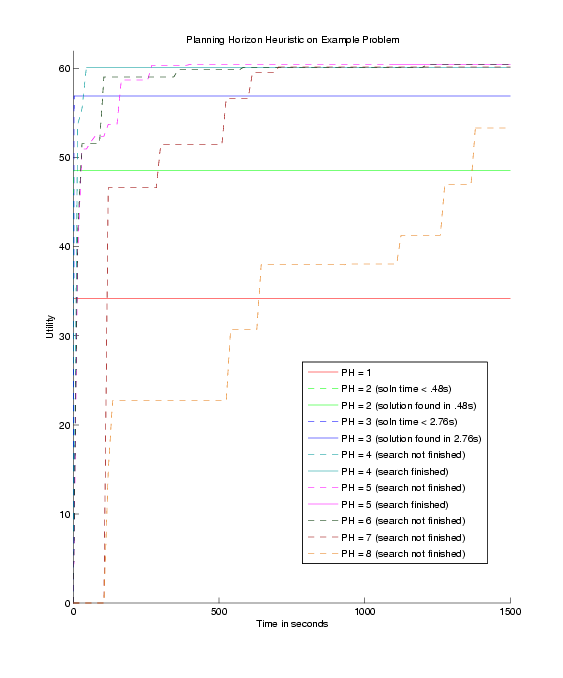 Planning Horizon Heuristic on Example Problem
60
50
40
30
20
10
0
Utility
PH = 1
PH = 2 (soln time < .48s)
PH = 2 (solution found in .48s)
PH = 3 (soln time < 2.76s)
PH = 3 (solution found in 2.76s)
PH = 4 (search not finished)
PH = 4 (search finished)
PH = 5 (search not finished)
PH = 5 (search finished)
PH = 6 (search not finished)
PH = 7 (search not finished)
PH = 8 (search not finished)
0 500 1000 1500
Time in seconds